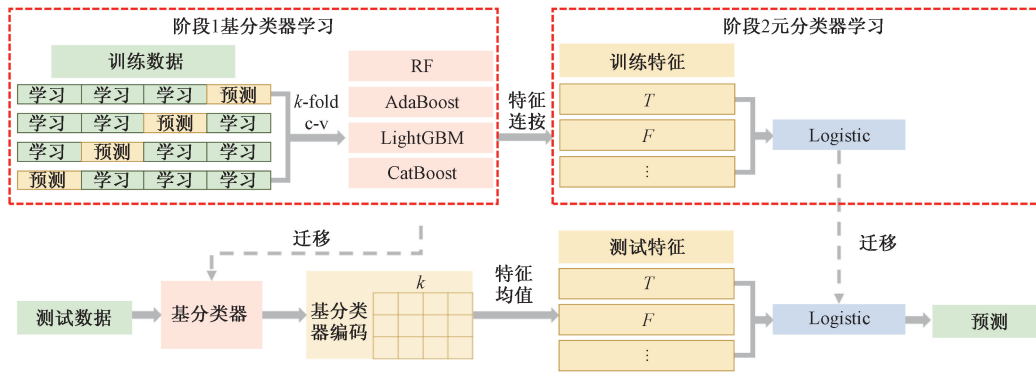 阶段1基分类器学习
训练数据
学习 学习 学习 预测
学习 学习 预测 学习
学习 预测 学习 学习
预测 学习 学习 学习
k-fold
c-v
RF
AdaBoost
LightGBM
CatBoost
特征
连按
阶段2元分类器学习
训练特征
T
F
⋮
Logistic
迁移
迁移
测试数据
基分类器
基分类
器编码
k
特征
均值
测试特征
T
F
⋮
Logistic
预测